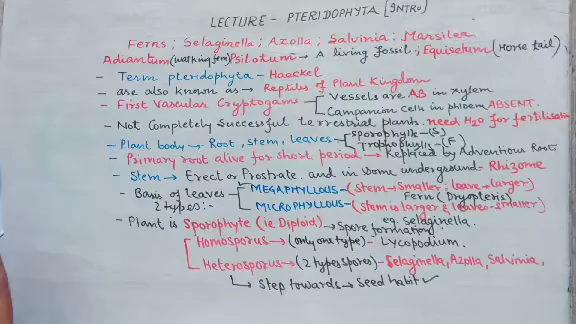 LECTURE - PTERIDOPHYTA [INTRO]
Ferns ; Selaginella ; Azolla ; Salvinia ; Marsilea
Adiantum (walking fern) Psilotum → A living fossil, Equisetum (Horse tail),
- Term pteridophyta - Haeckel
- are also known as → Reptiles of Plant Kingdom
- First Vascular Cryptogams → Vessels are AB in xylem
→ Companion cells in phloem ABSENT.
- Not Completely Successful terrestrial plants. need H2O for fertilisation
- Plant body → Root, stem, leaves → Sporophylls - (S)
Trophophylls - (F)
- Primary root alive for short period → Replaced by Adventious Root
- Stem → Erect or Prostrate. and in some underground - Rhizome
- Basis of leaves - MEGAPHYLLOUS - (stem → Smaller ; leave → larger)
2 types :- Fern (Dryopteris)
MICROPHYLLOUS - (stem is larger & leaves - smaller)
eg. Selaginella.
- Plant is Sporophyte (ie Diploid) → Spore formation.
Homosporus → (only one type) - Lycopodium.
Heterosporus → (2 types spores) - Selaginella, Azolla, Salvinia,
→ Step towards → Seed habit ✓